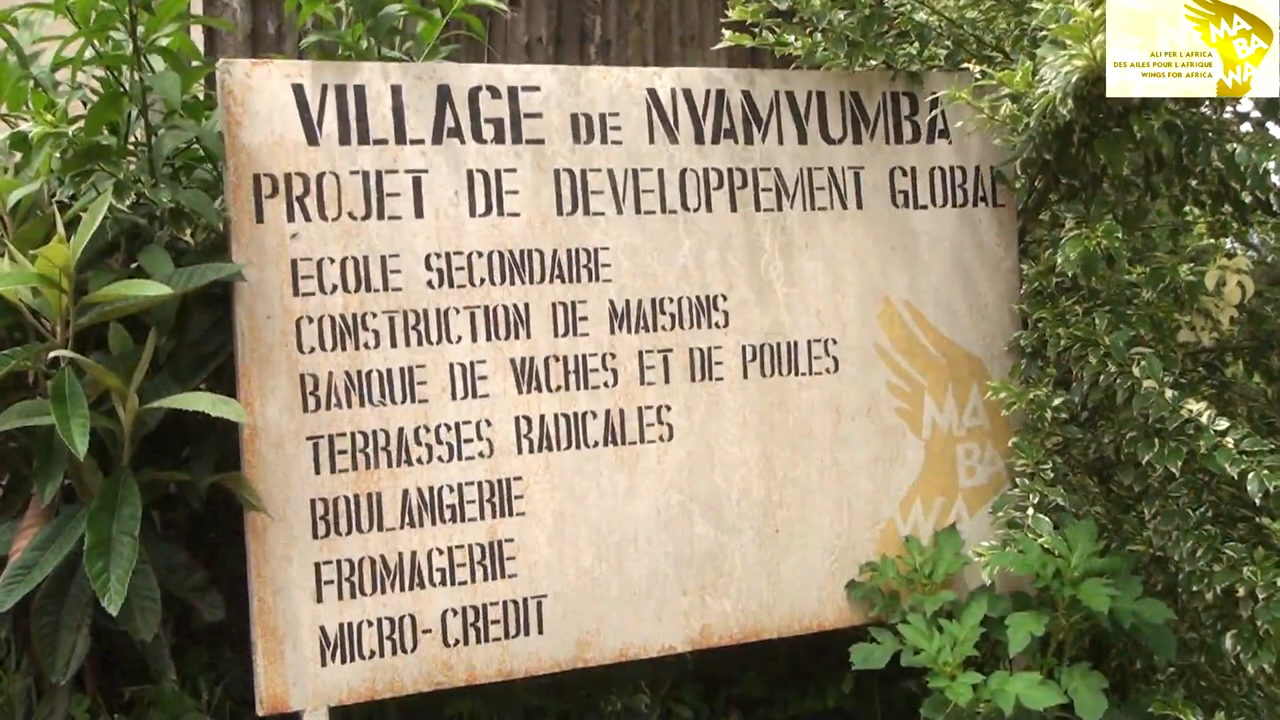 VILLAGE DE NYAMYUMBA
PROJET DE DEVELOPPEMENT GLOBAL
ECOLE SECONDAIRE
CONSTRUCTION DE MAISONS
BANQUE DE VACHES ET DE POULES
TERRASSES RADICALES
BOULANGERIE
FROMAGERIE
MICRO-CREDIT
MA
BA
WA
MA
BA
NA
ALI PER L'AFRICA
DES AILES POUR L'AFRIQUE
WINGS FOR AFRICA